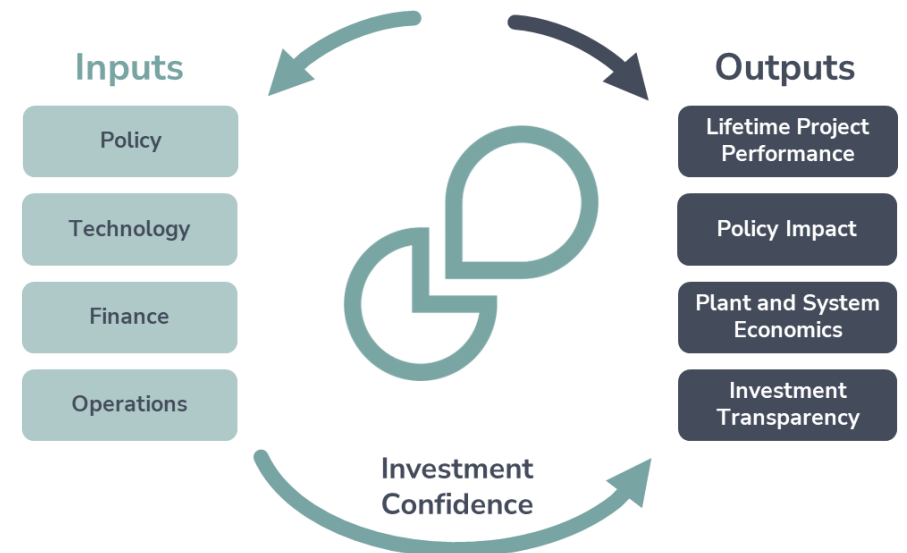 Inputs
Policy
Technology
Finance
Operations
Outputs
Lifetime Project
Performance
Policy Impact
Plant and System
Economics
Investment
Transparency
Investment
Confidence